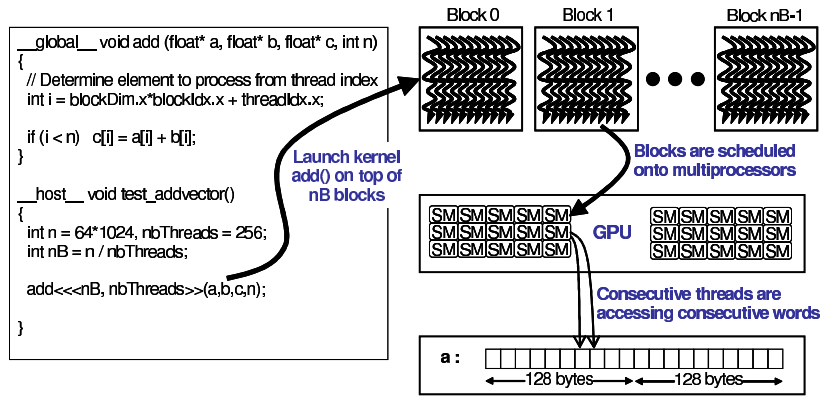 __global__ void add (float* a, float* b, float* c, int n)
{
// Determine element to process from thread index
int i = blockDim.x*blockIdx.x + threadIdx.x;
if (i < n) c[i] = a[i] + b[i];
}
__host__ void test_addvector()
{
int n = 64*1024, nbThreads = 256;
int nB = n / nbThreads;
add<<<nB, nbThreads>>>(a,b,c,n);
}
Launch kernel
add() on top of
nB blocks
Block 0 Block 1 Block nB-1
Blocks are scheduled
onto multiprocessors
SM SM SM SM SM SM SM SM SM SM
SM SM SM SM SM GPU SM SM SM SM SM
SM SM SM SM SM SM SM SM SM SM
Consecutive threads are
accessing consecutive words
a :
128 bytes 128 bytes